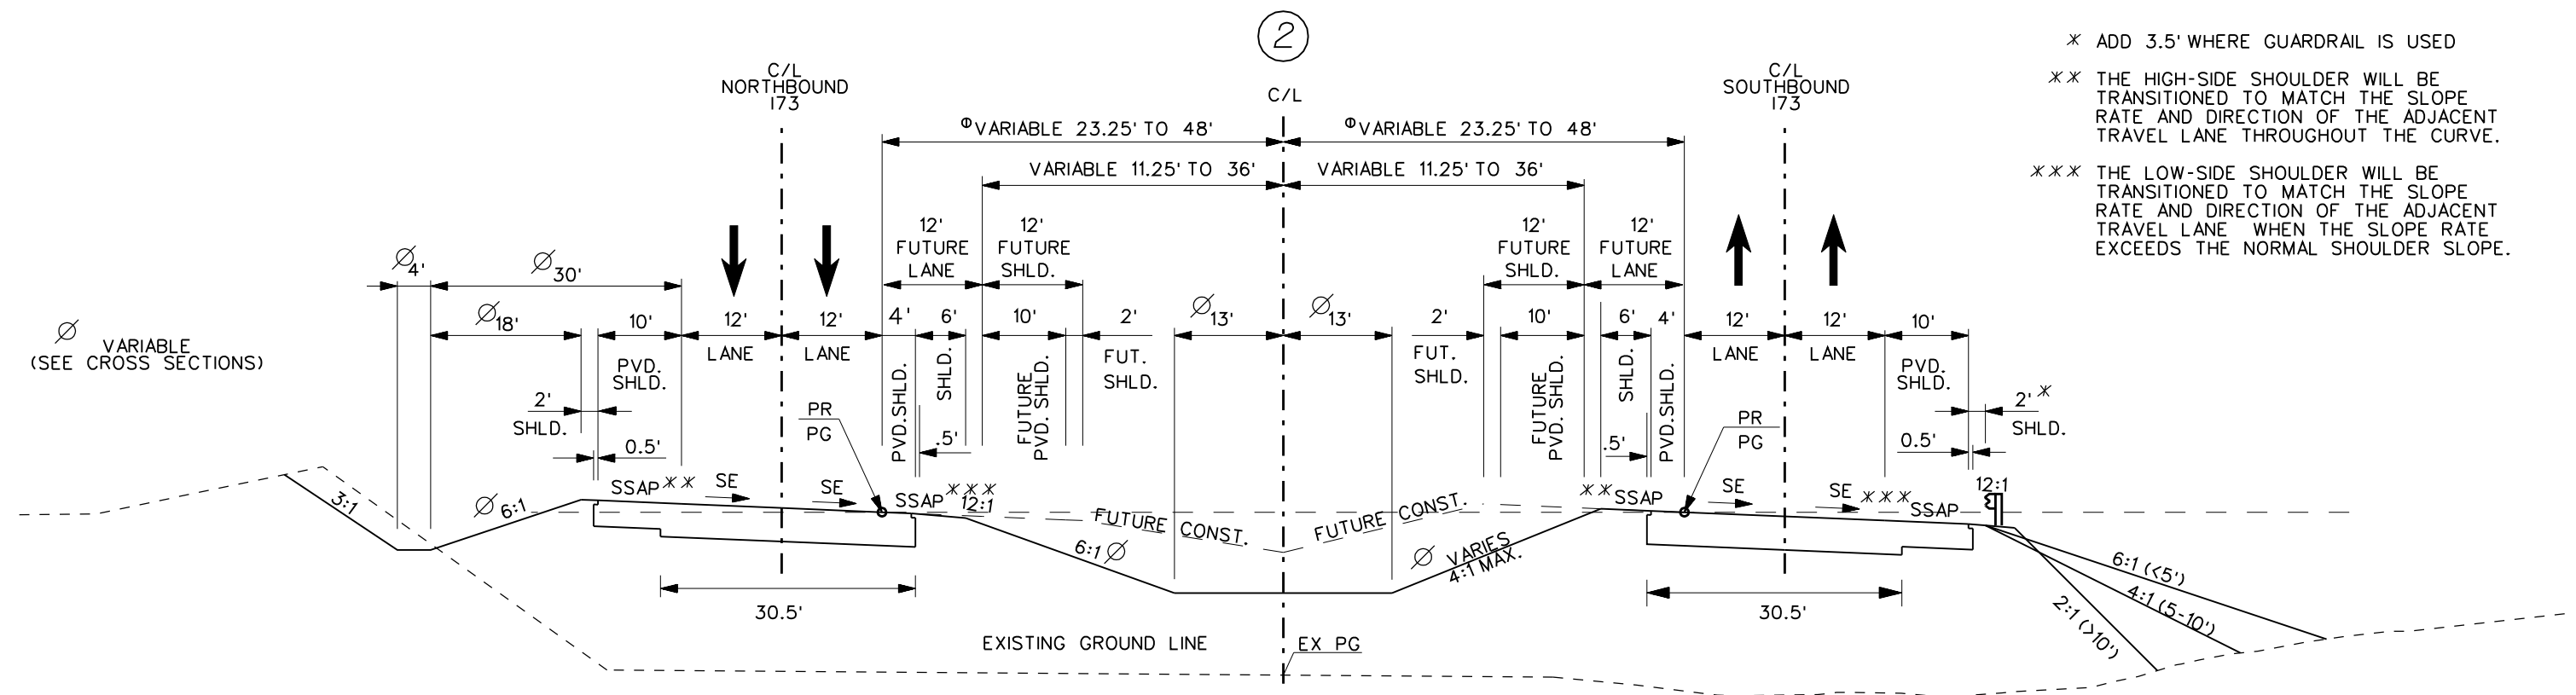 2
* ADD 3.5' WHERE GUARDRAIL IS USED
** THE HIGH-SIDE SHOULDER WILL BE
TRANSITIONED TO MATCH THE SLOPE
RATE AND DIRECTION OF THE ADJACENT
TRAVEL LANE THROUGHOUT THE CURVE.
*** THE LOW-SIDE SHOULDER WILL BE
TRANSITIONED TO MATCH THE SLOPE
RATE AND DIRECTION OF THE ADJACENT
TRAVEL LANE WHEN THE SLOPE RATE
EXCEEDS THE NORMAL SHOULDER SLOPE.
C/L
NORTHBOUND
I73
C/L
C/L
SOUTHBOUND
I73
VARIABLE 23.25' TO 48'
VARIABLE 23.25' TO 48'
VARIABLE 11.25' TO 36'
VARIABLE 11.25' TO 36'
12'
FUTURE
LANE
12'
FUTURE
SHLD.
12'
FUTURE
SHLD.
12'
FUTURE
LANE
Ø 4'
Ø 30'
Ø 18'
10'
12'
12'
4'
6'
10'
2'
Ø 13'
Ø 13'
2'
10'
6'
4'
12'
12'
10'
Ø VARIABLE
(SEE CROSS SECTIONS)
PVD.
SHLD.
LANE
LANE
PVD.SHLD.
SHLD.
FUTURE
PVD. SHLD.
FUT.
SHLD.
FUT.
SHLD.
FUTURE
PVD. SHLD.
SHLD.
PVD.SHLD.
LANE
LANE
PVD.
SHLD.
2'
SHLD.
0.5'
PR
PG
.5'
.5'
PR
PG
2' *
SHLD.
0.5'
3:1
Ø 6:1
SSAP **
SE
SE
SSAP ***
12:1
FUTURE CONST.
FUTURE CONST.
** SSAP
SE
SE
*** SSAP
12:1
6:1 Ø
Ø VARIES
4:1 MAX.
6:1 (<5')
4:1 (5-10')
2:1 (>10')
30.5'
30.5'
EXISTING GROUND LINE
EX PG